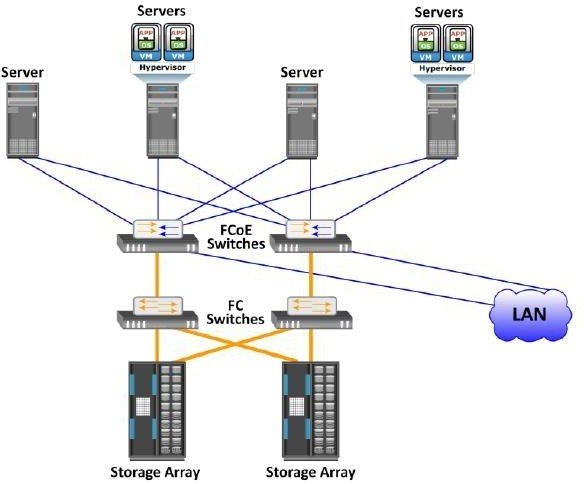 Servers
Servers
APP
APP
OS
OS
VM
VM
Hypervisor
APP
APP
OS
OS
VM
VM
Hypervisor
Server
Server
FCoE
Switches
FC
Switches
LAN
Storage Array
Storage Array